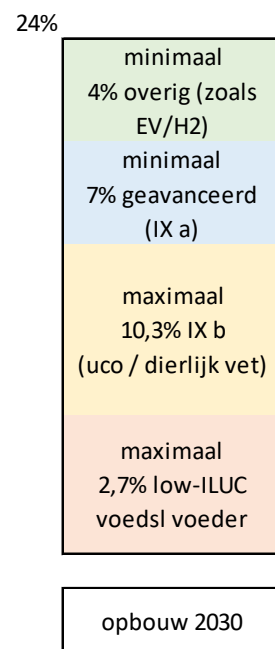 24%
minimaal
4% overig (zoals
EV/H2)
minimaal
7% geavanceerd
(IX a)
maximaal
10,3% IX b
(uco / dierlijk vet)
maximaal
2,7% low-ILUC
voedsl voeder
opbouw 2030